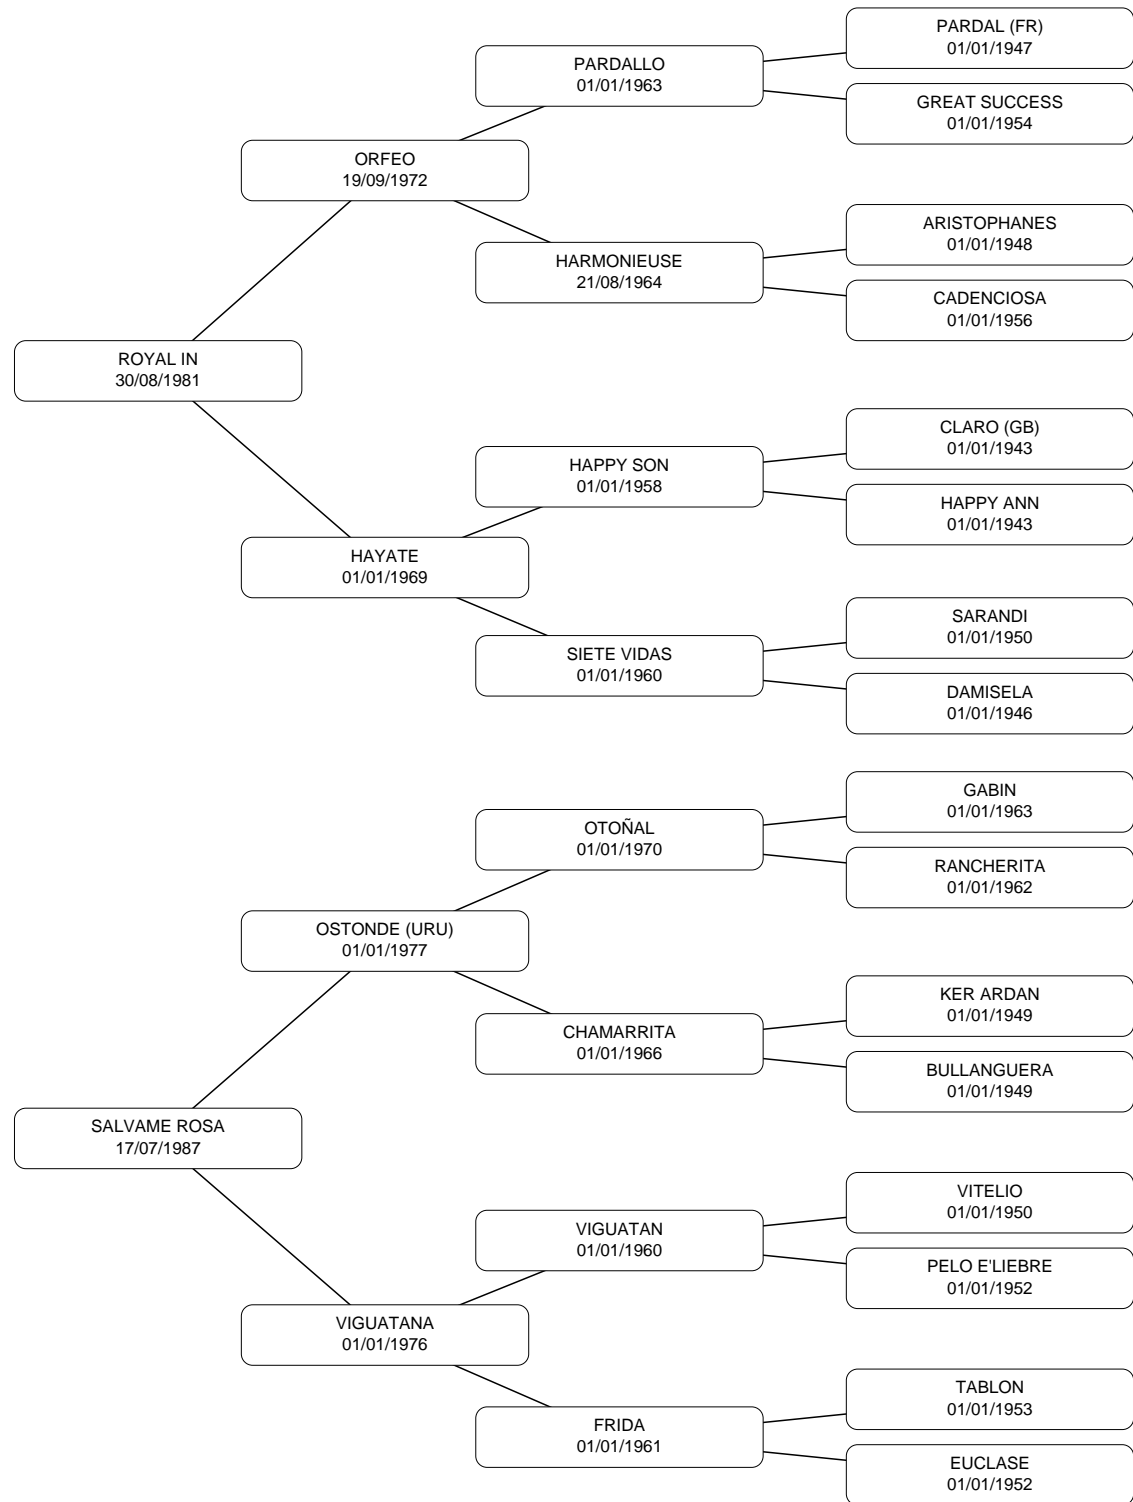 PARDAL (FR)
01/01/1947
PARDALLO
01/01/1963
GREAT SUCCESS
01/01/1954
ORFEO
19/09/1972
ARISTOPHANES
01/01/1948
HARMONIEUSE
21/08/1964
CADENCIOSA
01/01/1956
ROYAL IN
30/08/1981
CLARO (GB)
01/01/1943
HAPPY SON
01/01/1958
HAPPY ANN
01/01/1943
HAYATE
01/01/1969
SARANDI
01/01/1950
SIETE VIDAS
01/01/1960
DAMISELA
01/01/1946
GABIN
01/01/1963
OTOÑAL
01/01/1970
RANCHERITA
01/01/1962
OSTONDE (URU)
01/01/1977
KER ARDAN
01/01/1949
CHAMARRITA
01/01/1966
BULLANGUERA
01/01/1949
SALVAME ROSA
17/07/1987
VITELIO
01/01/1950
VIGUATAN
01/01/1960
PELO E'LIEBRE
01/01/1952
VIGUATANA
01/01/1976
TABLON
01/01/1953
FRIDA
01/01/1961
EUCLASE
01/01/1952